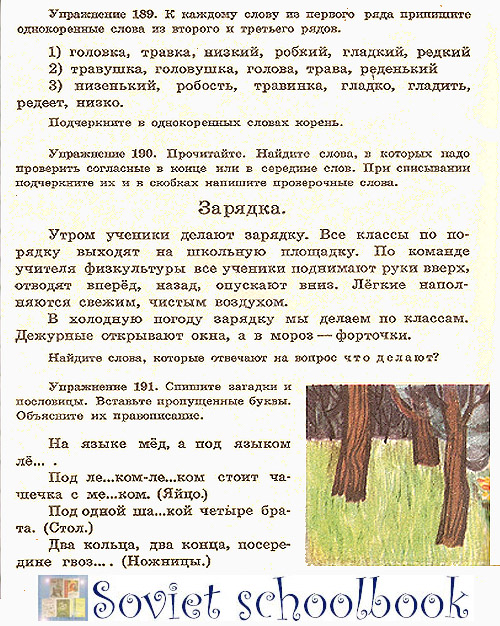 Упражнение 189. К каждому слову из первого ряда припишите
однокоренные слова из второго и третьего рядов.
1) головка, травка, низкий, робкий, гладкий, редкий
2) травушка, головушка, голова, трава, реденький
3) низенький, робость, травинка, гладко, гладить,
редеет, низко.
Подчеркните в однокоренных словах корень.
Упражнение 190. Прочитайте. Найдите слова, в которых надо
проверить согласные в конце или в середине слов. При списывании
подчеркните их и в скобках напишите проверочные слова.
Зарядка.
Утром ученики делают зарядку. Все классы по по-
рядку выходят на школьную площадку. По команде
учителя физкультуры все ученики поднимают руки вверх,
отводят вперёд, назад, опускают вниз. Лёгкие напол-
няются свежим, чистым воздухом.
В холодную погоду зарядку мы делаем по классам.
Дежурные открывают окна, а в мороз — форточки.
Найдите слова, которые отвечают на вопрос что делают?
Упражнение 191. Спишите загадки и
пословицы. Вставьте пропущенные буквы.
Объясните их правописание.
На языке мёд, а под языком
лё... .
Под ле...ком-ле...ком стоит ча-
шечка с ме...ком. (Яйцо.)
Под одной ша...кой четыре бра-
та. (Стол.)
Два кольца, два конца, посере-
дине гвоз... . (Ножницы.)
Soviet schoolbook